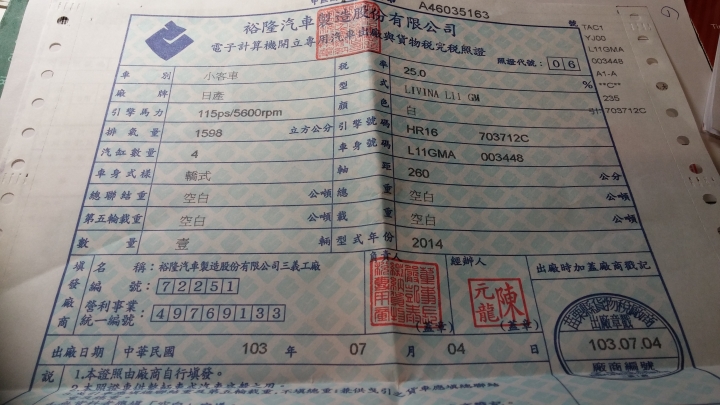 A46035163
裕隆汽車製造股份有限公司
號
電子計算機開立專用汽車出廠與貨物稅完稅照證
照證代號: 06
TAC1
YJ00
L11GMA
003448
A1-A
**C**
235
703712C
車別 小客車 稅率 25.0 %
廠牌 日產 型式 LIVINA L11 GM
引擎馬力 115ps/5600rpm 顏色 白
排氣量 1598 立方公分 引擎號碼 HR16 703712C
汽缸數量 4 車身號碼 L11GMA 003448
車身式樣 轎式 軸距 260 公分
總聯結重 空白 公噸 總重 空白 公噸
第五輪載重 空白 公噸 載重 空白 公噸
數量 壹 輛 型式年份 2014
填發廠商
名稱:裕隆汽車製造股份有限公司三義工廠
編號: 72251
營利事業統一編號: 49769133
負責人
(蓋章)
經辦人
陳元龍
(蓋章)
出廠時加蓋廠商戳記
103.07.04
廠商編號
出廠日期 中華民國 103 年 07 月 04 日
說
1.本證照由廠商自行填發。